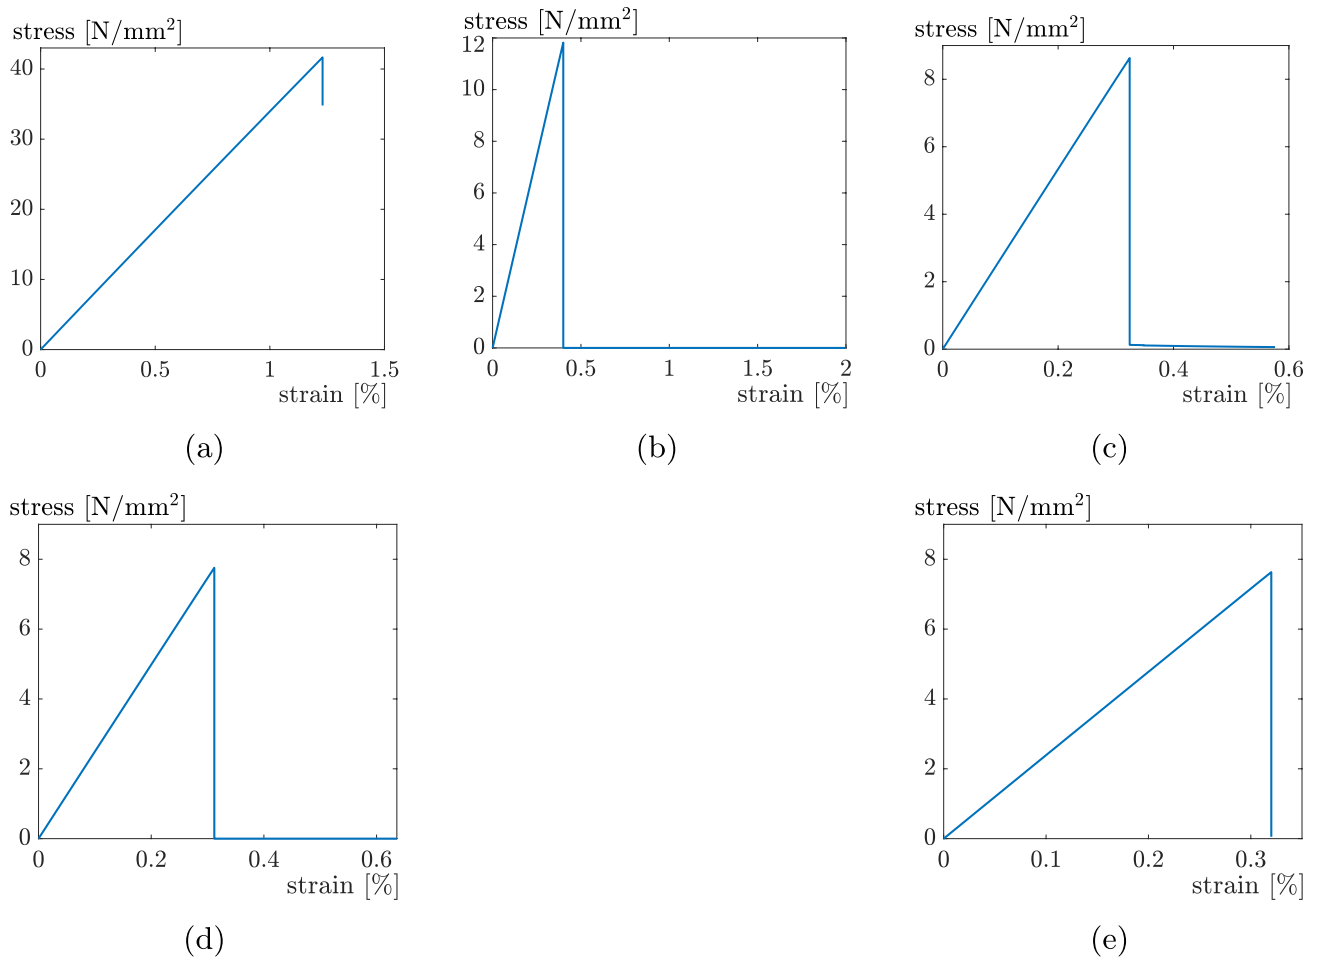 stress [N/mm²]
40
30
20
10
0
0 0.5 1 1.5
strain [%]
(a)
stress [N/mm²]
12
10
8
6
4
2
0
0 0.5 1 1.5 2
strain [%]
(b)
stress [N/mm²]
8
6
4
2
0
0 0.2 0.4 0.6
strain [%]
(c)
stress [N/mm²]
8
6
4
2
0
0 0.2 0.4 0.6
strain [%]
(d)
stress [N/mm²]
8
6
4
2
0
0 0.1 0.2 0.3
strain [%]
(e)